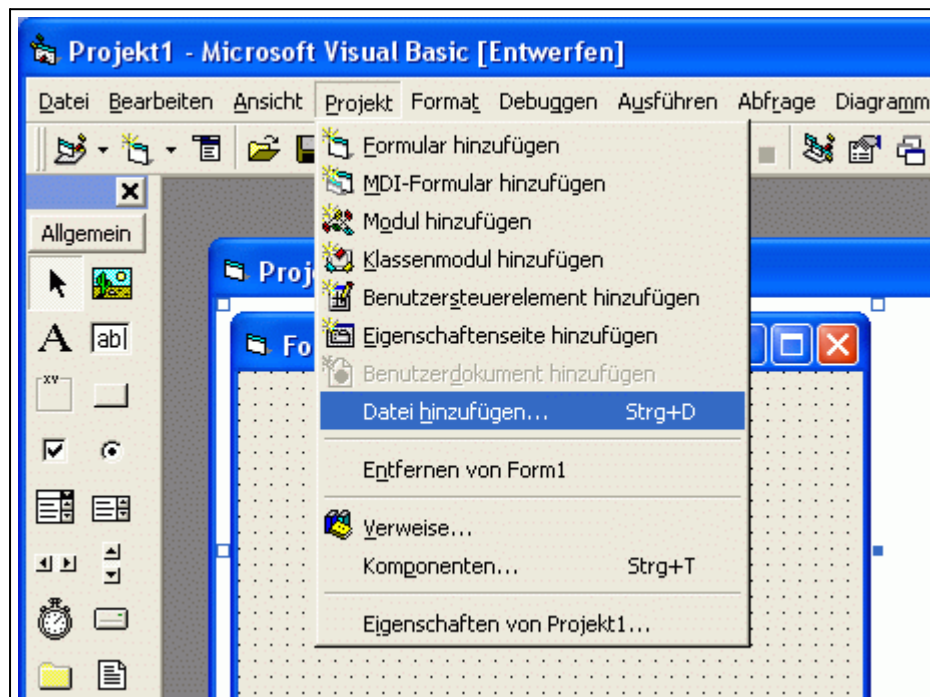 Projekt1 - Microsoft Visual Basic [Entwerfen]
Datei Bearbeiten Ansicht Projekt Format Debuggen Ausführen Abfrage Diagramm
Formular hinzufügen
MDI-Formular hinzufügen
Modul hinzufügen
Klassenmodul hinzufügen
Benutzersteuerelement hinzufügen
Eigenschaftenseite hinzufügen
Benutzerdokument hinzufügen
Datei hinzufügen... Strg+D
Entfernen von Form1
Verweise...
Komponenten... Strg+T
Eigenschaften von Projekt1...
Allgemein
Proj
Fo
A
ab
XY